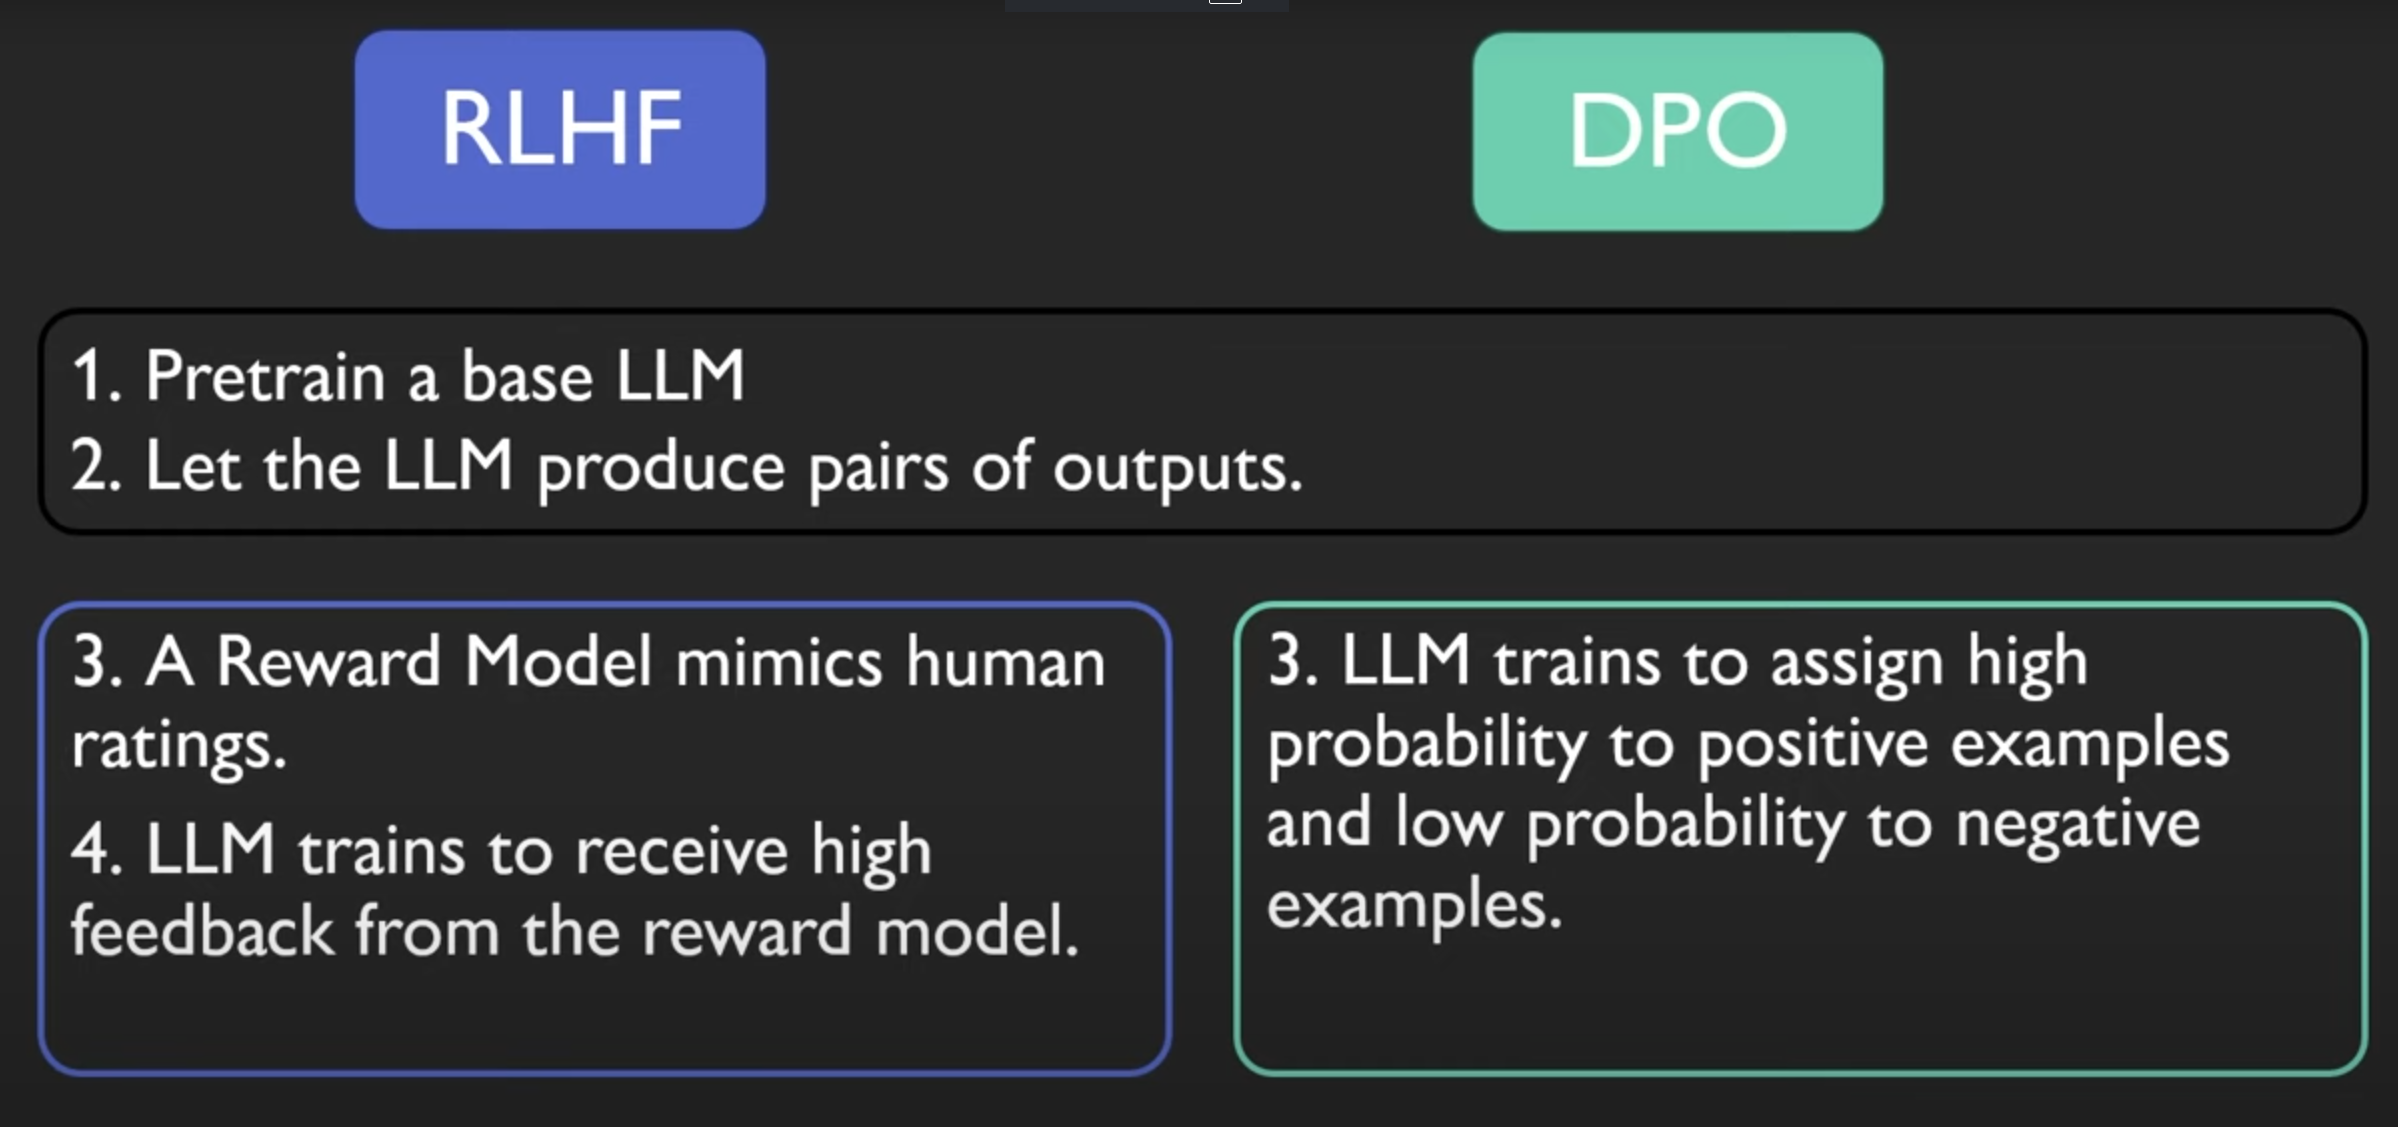 RLHF
DPO
1. Pretrain a base LLM
2. Let the LLM produce pairs of outputs.
3. A Reward Model mimics human
ratings.
4. LLM trains to receive high
feedback from the reward model.
3. LLM trains to assign high
probability to positive examples
and low probability to negative
examples.